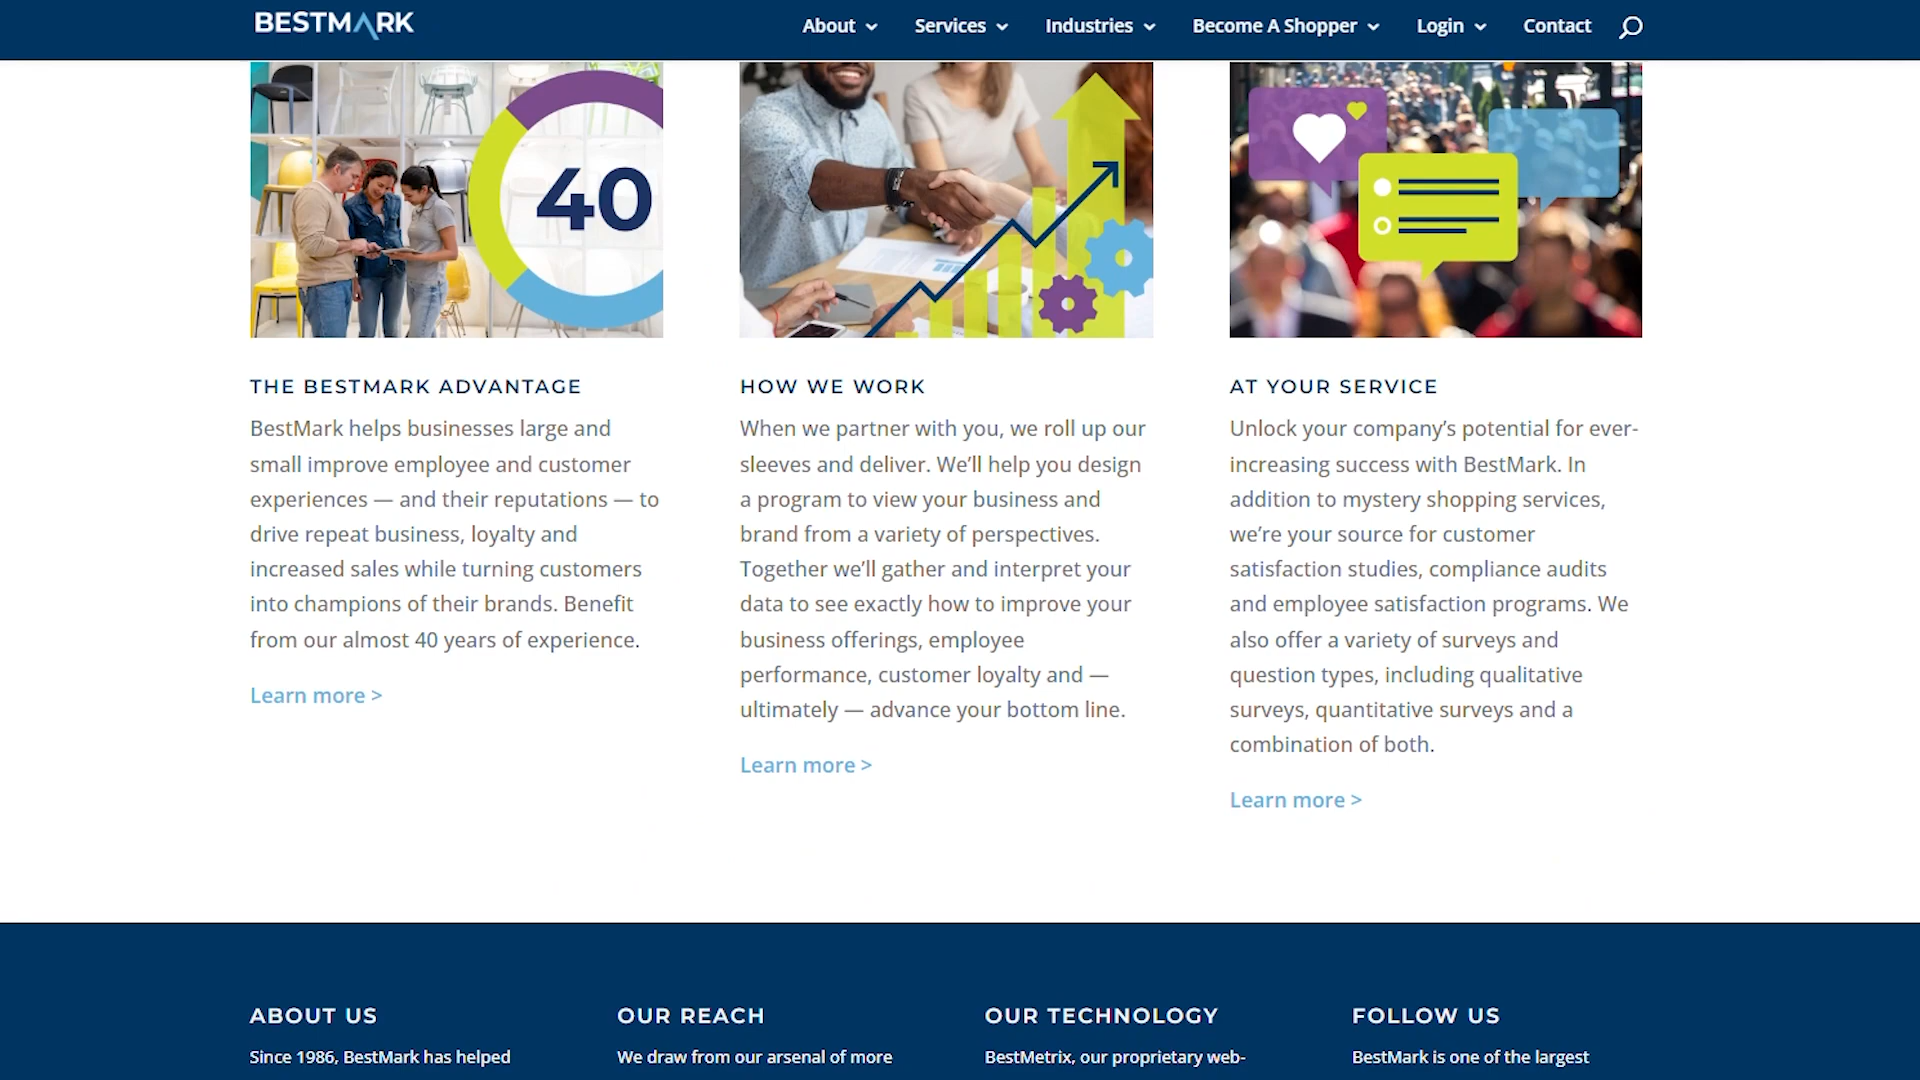 BESTMARK
About Services Industries Become A Shopper Login Contact
40
THE BESTMARK ADVANTAGE
BestMark helps businesses large and
small improve employee and customer
experiences — and their reputations — to
drive repeat business, loyalty and
increased sales while turning customers
into champions of their brands. Benefit
from our almost 40 years of experience.
Learn more >
HOW WE WORK
When we partner with you, we roll up our
sleeves and deliver. We’ll help you design
a program to view your business and
brand from a variety of perspectives.
Together we’ll gather and interpret your
data to see exactly how to improve your
business offerings, employee
performance, customer loyalty and —
ultimately — advance your bottom line.
Learn more >
AT YOUR SERVICE
Unlock your company’s potential for ever-
increasing success with BestMark. In
addition to mystery shopping services,
we’re your source for customer
satisfaction studies, compliance audits
and employee satisfaction programs. We
also offer a variety of surveys and
question types, including qualitative
surveys, quantitative surveys and a
combination of both.
Learn more >
ABOUT US
Since 1986, BestMark has helped
OUR REACH
We draw from our arsenal of more
OUR TECHNOLOGY
BestMetrix, our proprietary web-
FOLLOW US
BestMark is one of the largest